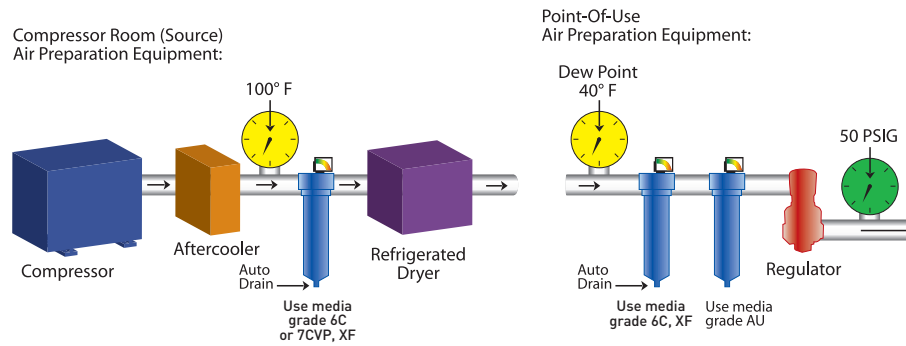 Compressor Room (Source)
Air Preparation Equipment:
100° F
Compressor
Aftercooler
Auto
Drain
Use media
grade 6C
or 7CVP, XF
Refrigerated
Dryer
Point-Of-Use
Air Preparation Equipment:
Dew Point
40° F
50 PSIG
Auto
Drain
Use media
grade 6C, XF
Use media
grade AU
Regulator